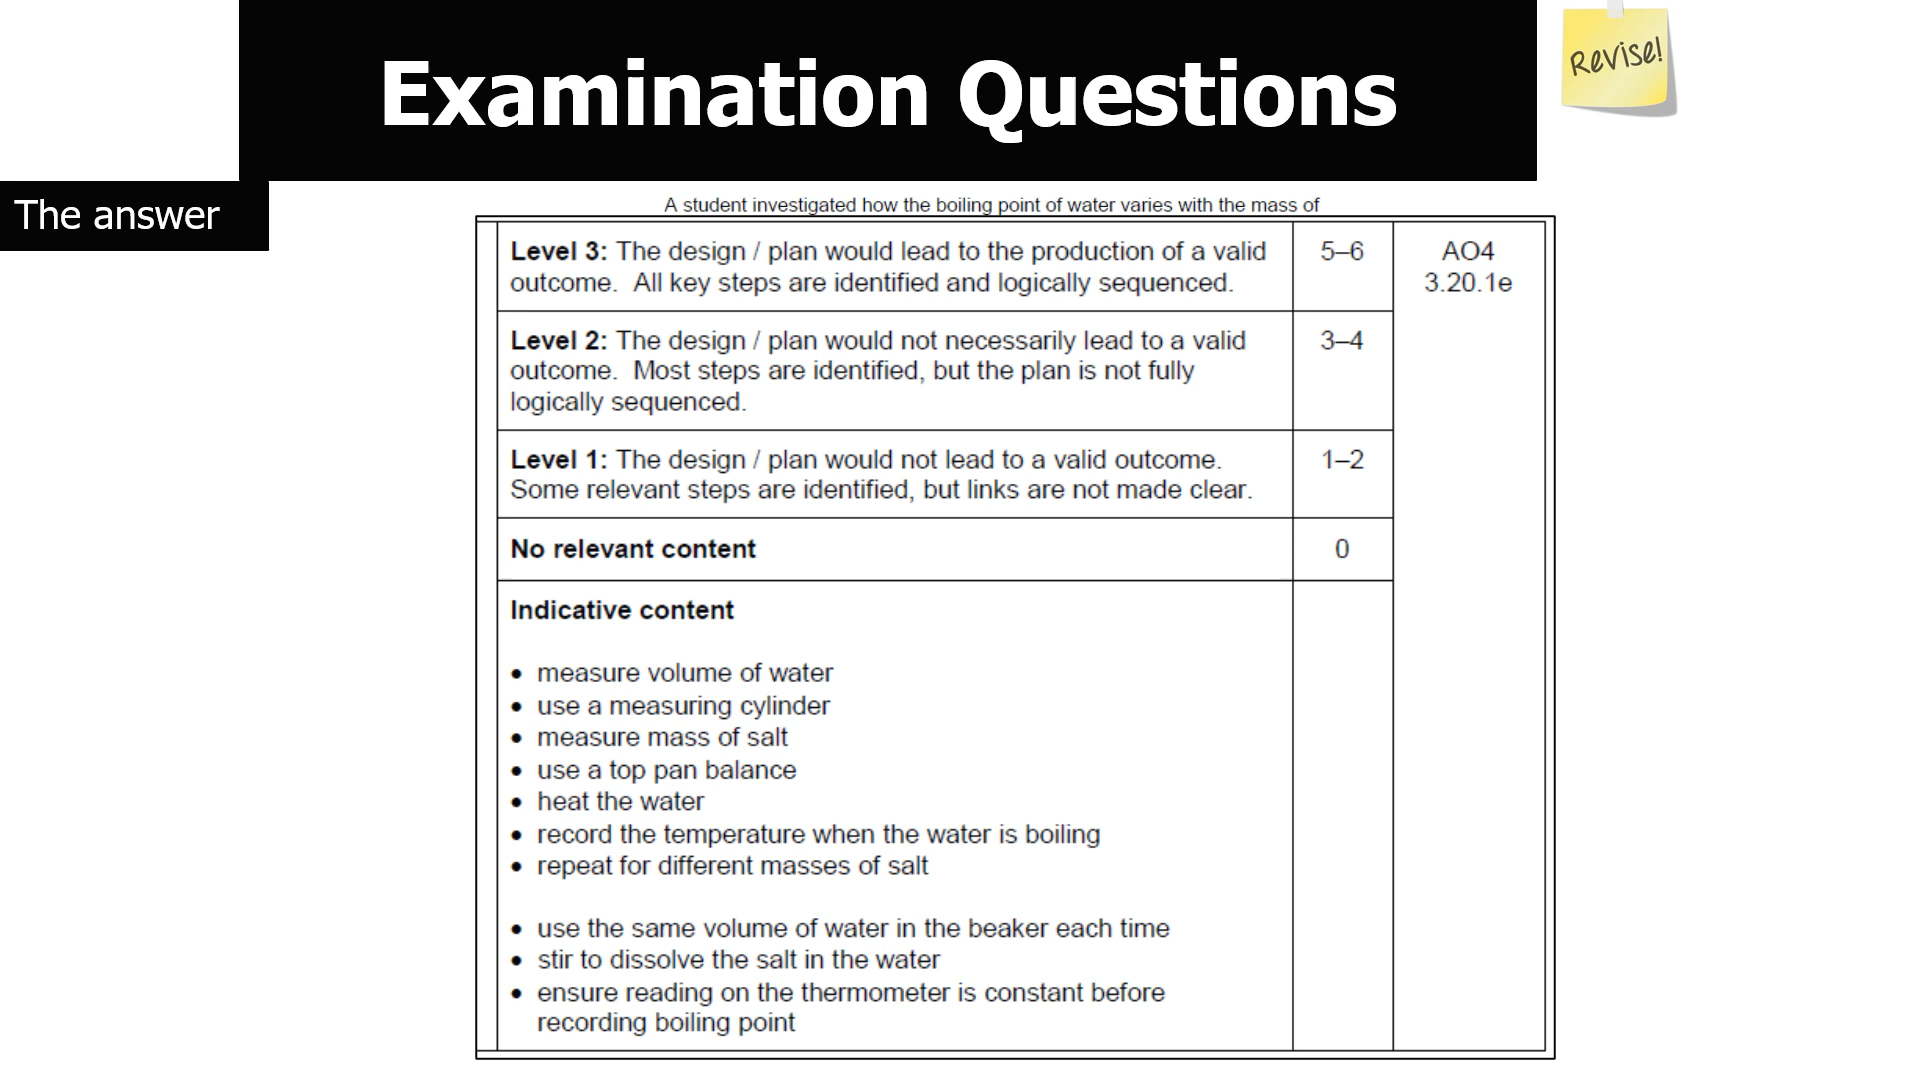 Examination Questions
Revise!
The answer
A student investigated how the boiling point of water varies with the mass of
Level 3: The design / plan would lead to the production of a valid
outcome. All key steps are identified and logically sequenced.
5–6
AO4
3.20.1e
Level 2: The design / plan would not necessarily lead to a valid
outcome. Most steps are identified, but the plan is not fully
logically sequenced.
3–4
Level 1: The design / plan would not lead to a valid outcome.
Some relevant steps are identified, but links are not made clear.
1–2
No relevant content
0
Indicative content
• measure volume of water
• use a measuring cylinder
• measure mass of salt
• use a top pan balance
• heat the water
• record the temperature when the water is boiling
• repeat for different masses of salt
• use the same volume of water in the beaker each time
• stir to dissolve the salt in the water
• ensure reading on the thermometer is constant before
recording boiling point